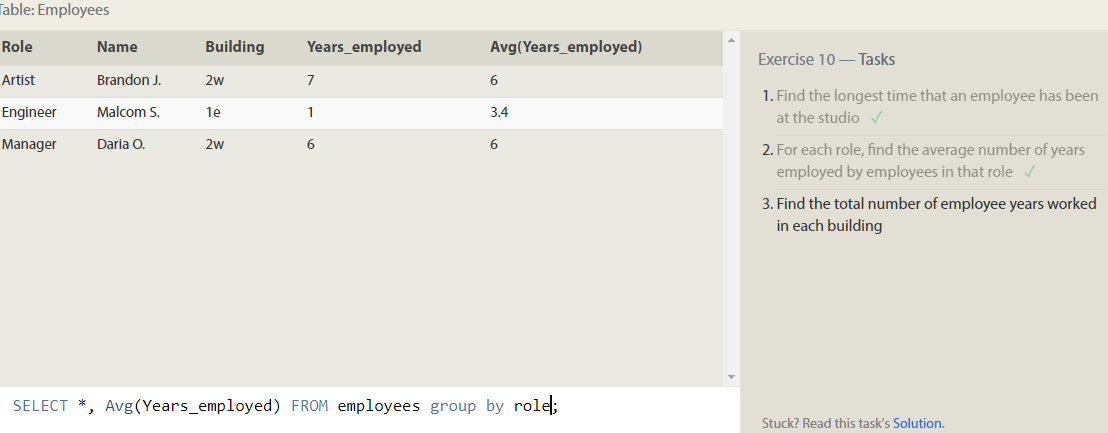 Table: Employees
Role Name Building Years_employed Avg(Years_employed)
Artist Brandon J. 2w 7 6
Engineer Malcom S. 1e 1 3.4
Manager Daria O. 2w 6 6
SELECT *, Avg(Years_employed) FROM employees group by role;
Exercise 10 — Tasks
1. Find the longest time that an employee has been
at the studio ✓
2. For each role, find the average number of years
employed by employees in that role ✓
3. Find the total number of employee years worked
in each building
Stuck? Read this task's Solution.